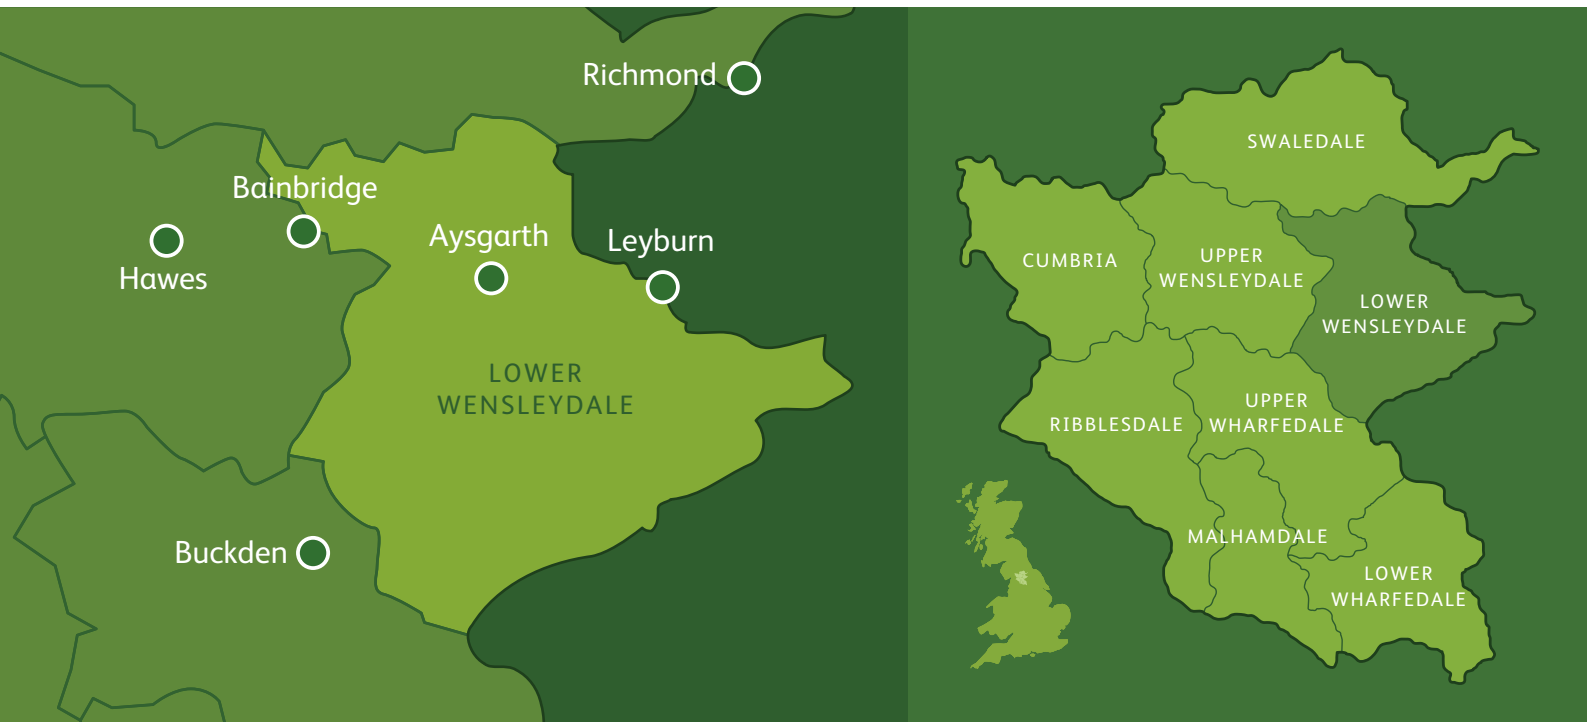 Richmond
Bainbridge
Aysgarth
Leyburn
Hawes
LOWER
WENSLEYDALE
Buckden
SWALEDALE
CUMBRIA
UPPER
WENSLEYDALE
LOWER
WENSLEYDALE
RIBBLESDALE
UPPER
WHARFEDALE
MALHAMDALE
LOWER
WHARFEDALE